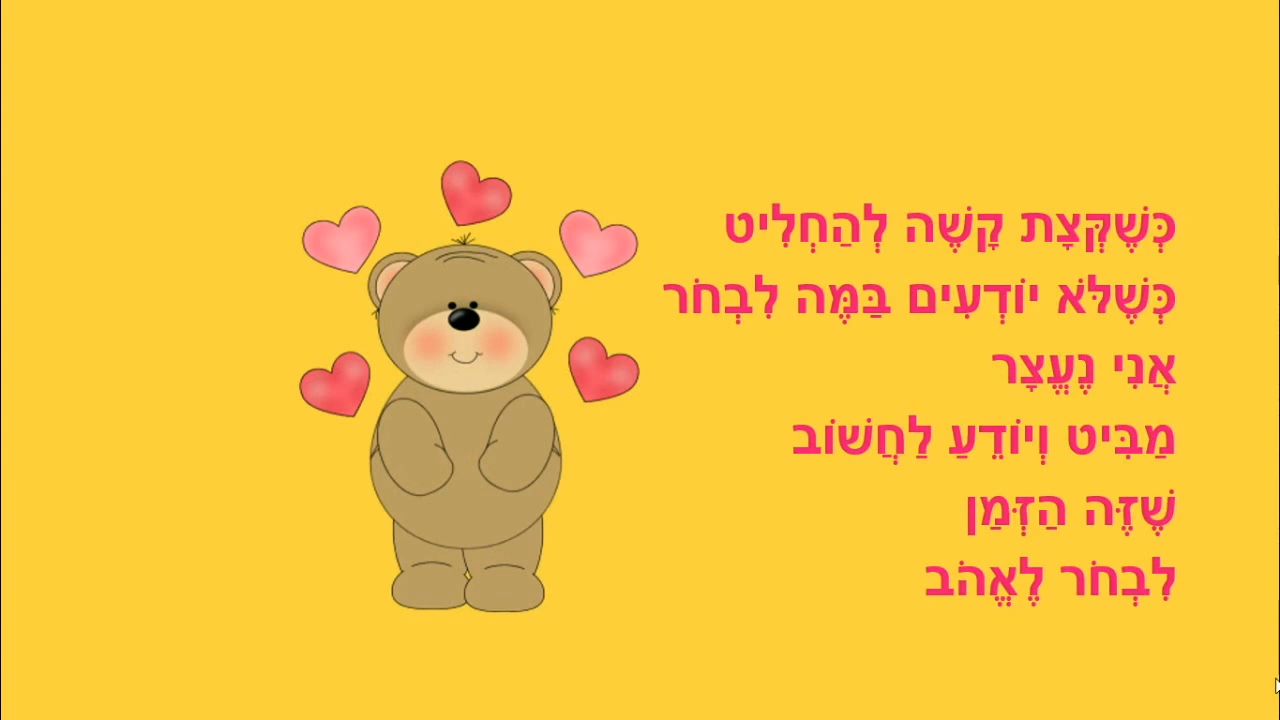 כְּשֶׁקְּצָת קָשֶׁה לְהַחְלִיט
כְּשֶׁלֹּא יוֹדְעִים בַּמֶּה לִבְחֹר
אֲנִי נֶעֱצָר
מַבִּיט וְיוֹדֵעַ לַחֲשׁוֹב
שֶׁזֶּה הַזְּמַן
לִבְחֹר לֶאֱהֹב